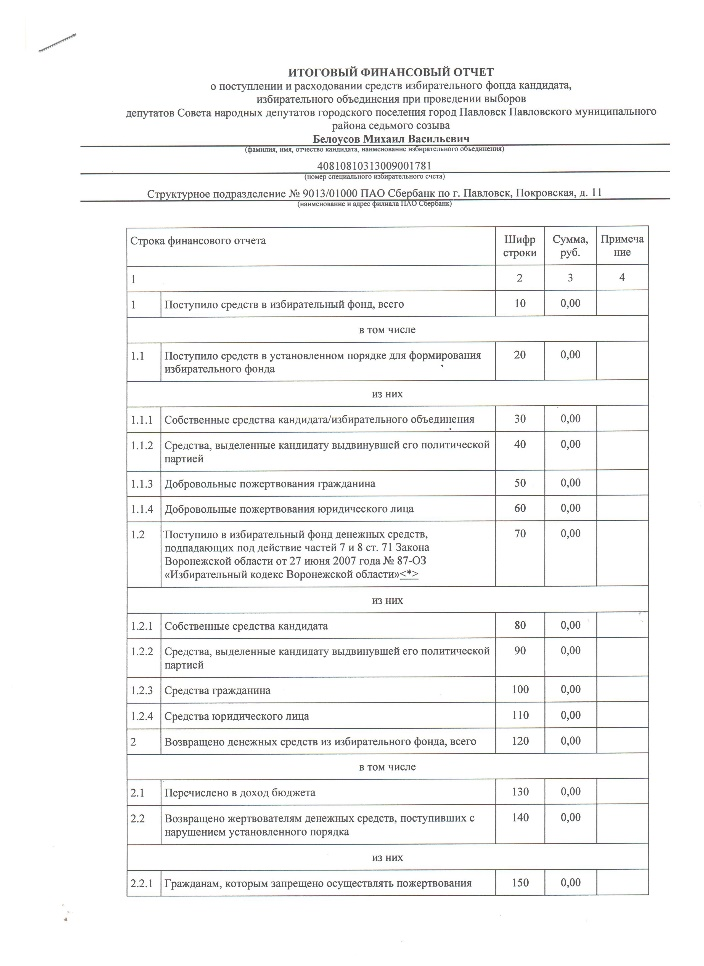 ИТОГОВЫЙ ФИНАНСОВЫЙ ОТЧЕТ
о поступлении и расходовании средств избирательного фонда кандидата,
избирательного объединения при проведении выборов
депутатов Совета народных депутатов городского поселения город Павловск Павловского муниципального
района седьмого созыва
Белоусов Михаил Васильевич
(фамилия, имя, отчество кандидата, наименование избирательного объединения)
40810810313009001781
(номер специального избирательного счета)
Структурное подразделение № 9013/01000 ПАО Сбербанк по г. Павловск, Покровская, д. 11
(наименование и адрес филиала ПАО Сбербанк)
Строка финансового отчета Шифр Сумма, Примеча
строки руб. ние
1 2 3 4
1 Поступило средств в избирательный фонд, всего 10 0,00
в том числе
1.1 Поступило средств в установленном порядке для формирования 20 0,00
избирательного фонда
из них
1.1.1 Собственные средства кандидата/избирательного объединения 30 0,00
1.1.2 Средства, выделенные кандидату выдвинувшей его политической 40 0,00
партией
1.1.3 Добровольные пожертвования гражданина 50 0,00
1.1.4 Добровольные пожертвования юридического лица 60 0,00
1.2 Поступило в избирательный фонд денежных средств, 70 0,00
подпадающих под действие частей 7 и 8 ст. 71 Закона
Воронежской области от 27 июня 2007 года № 87-ОЗ
«Избирательный кодекс Воронежской области»<*>
из них
1.2.1 Собственные средства кандидата 80 0,00
1.2.2 Средства, выделенные кандидату выдвинувшей его политической 90 0,00
партией
1.2.3 Средства гражданина 100 0,00
1.2.4 Средства юридического лица 110 0,00
2 Возвращено денежных средств из избирательного фонда, всего 120 0,00
в том числе
2.1 Перечислено в доход бюджета 130 0,00
2.2 Возвращено жертвователям денежных средств, поступивших с 140 0,00
нарушением установленного порядка
из них
2.2.1 Гражданам, которым запрещено осуществлять пожертвования 150 0,00